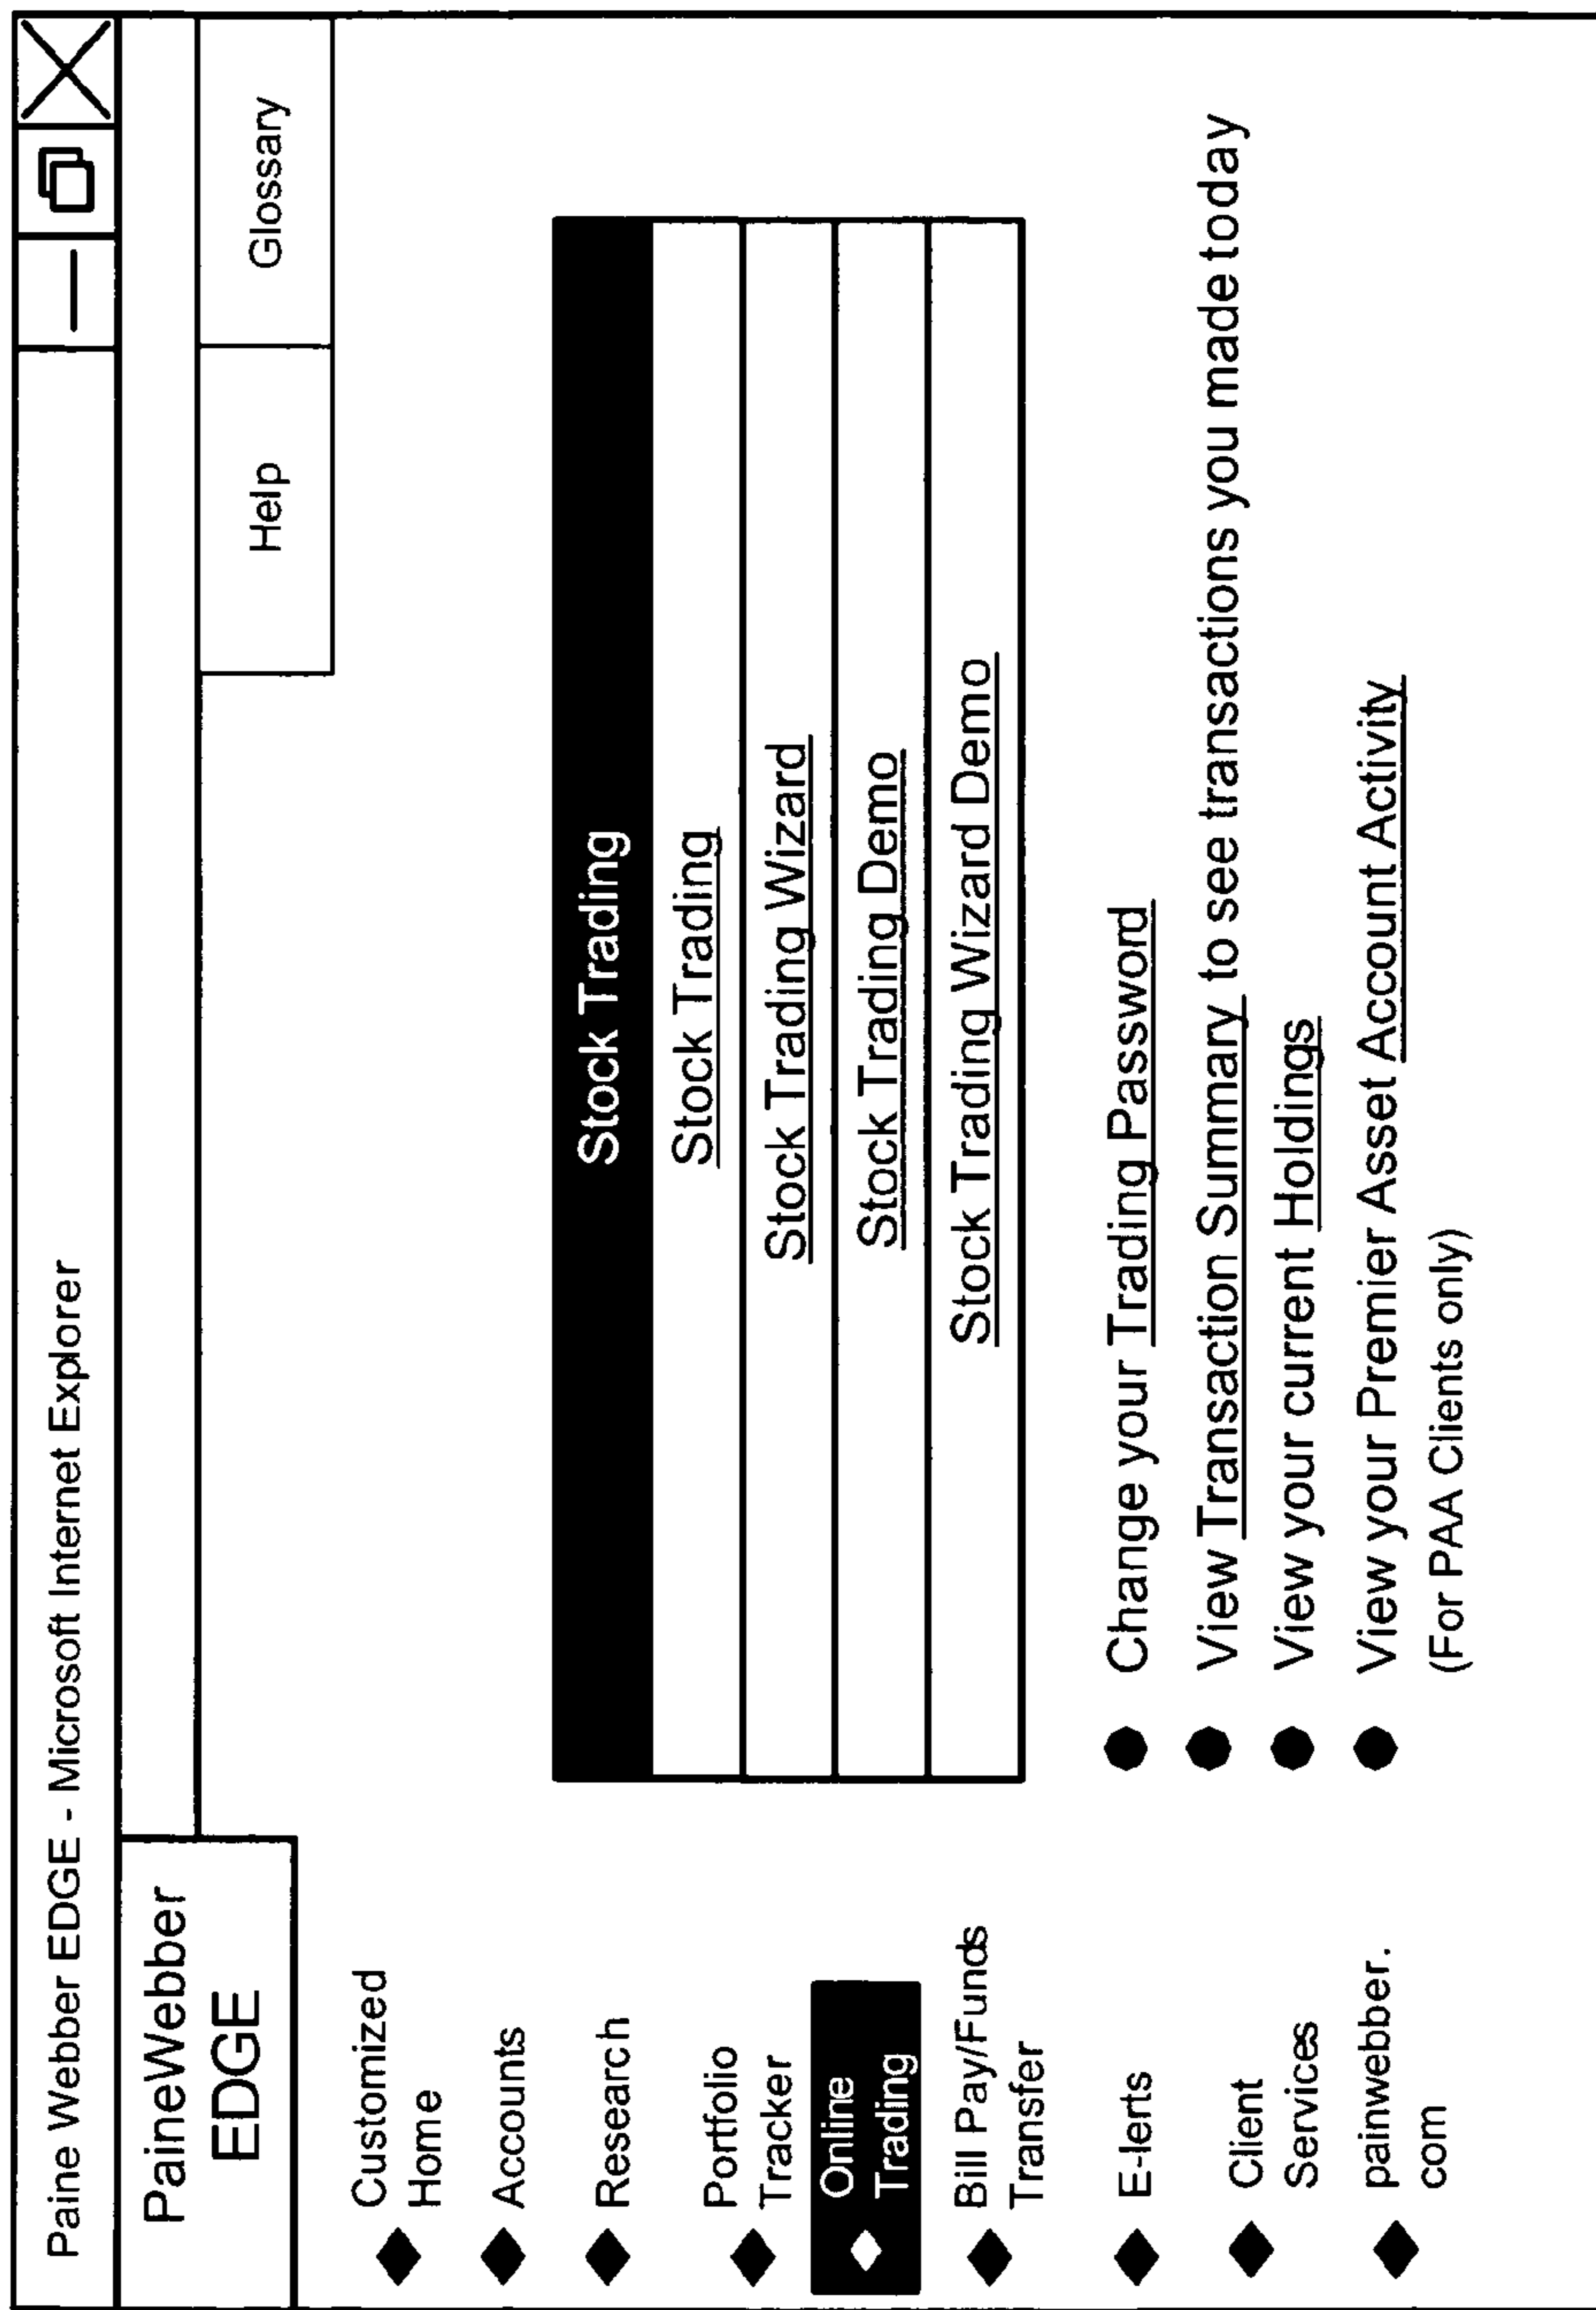 Paine Webber EDGE - Microsoft Internet Explorer
PaineWebber
EDGE
Help
Glossary
Customized
Home
Accounts
Research
Portfolio
Tracker
Online
Trading
Bill Pay/Funds
Transfer
E-lerts
Client
Services
painwebber.
com
Stock Trading
Stock Trading
Stock Trading Wizard
Stock Trading Demo
Stock Trading Wizard Demo
Change your Trading Password
View Transaction Summary to see transactions you made today
View your current Holdings
View your Premier Asset Account Activity
(For PAA Clients only)